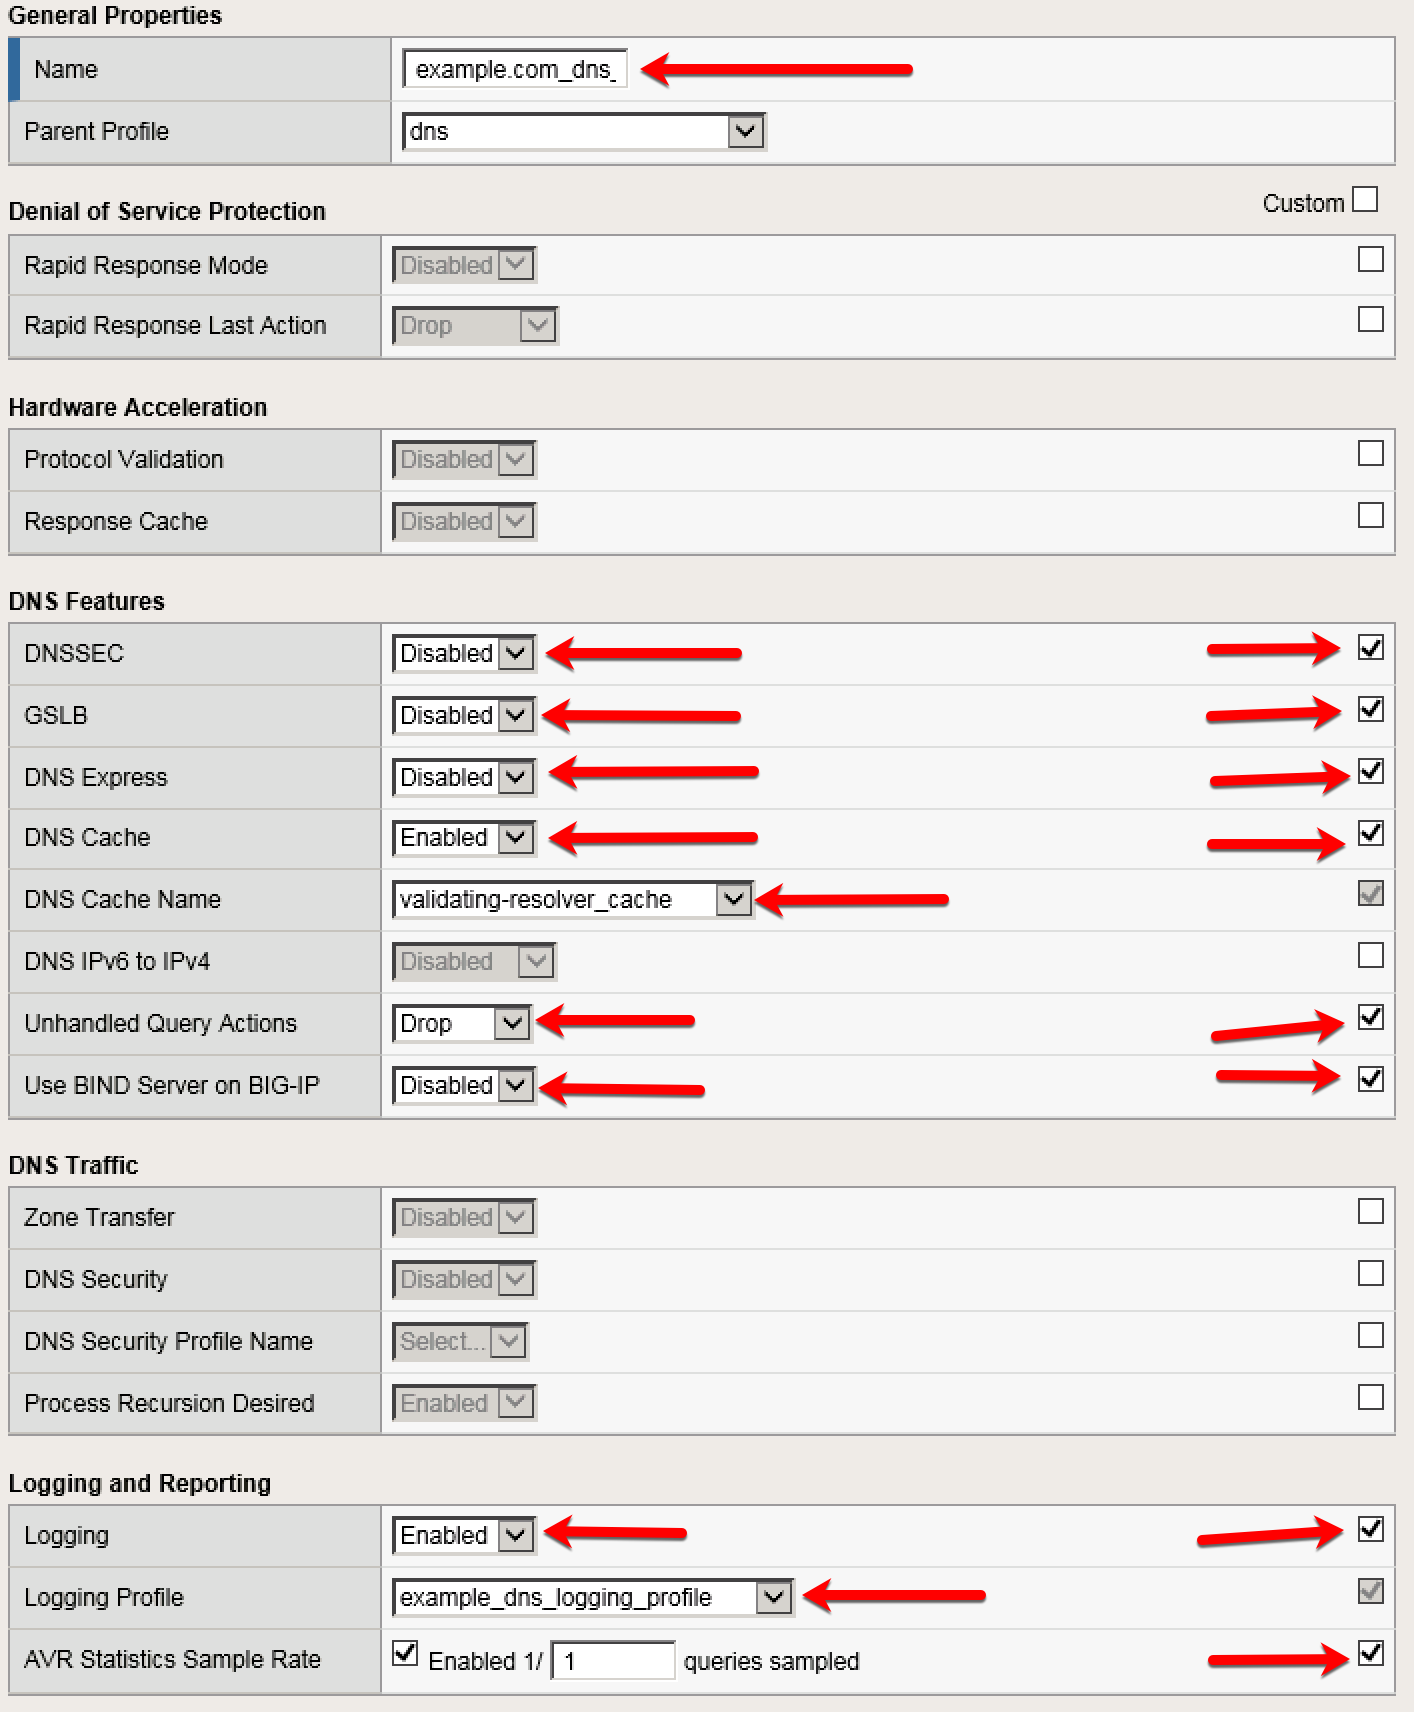 General Properties
Name example.com_dns_
Parent Profile dns
Denial of Service Protection Custom
Rapid Response Mode Disabled
Rapid Response Last Action Drop
Hardware Acceleration
Protocol Validation Disabled
Response Cache Disabled
DNS Features
DNSSEC Disabled
GSLB Disabled
DNS Express Disabled
DNS Cache Enabled
DNS Cache Name validating-resolver_cache
DNS IPv6 to IPv4 Disabled
Unhandled Query Actions Drop
Use BIND Server on BIG-IP Disabled
DNS Traffic
Zone Transfer Disabled
DNS Security Disabled
DNS Security Profile Name Select...
Process Recursion Desired Enabled
Logging and Reporting
Logging Enabled
Logging Profile example_dns_logging_profile
AVR Statistics Sample Rate Enabled 1/ 1 queries sampled